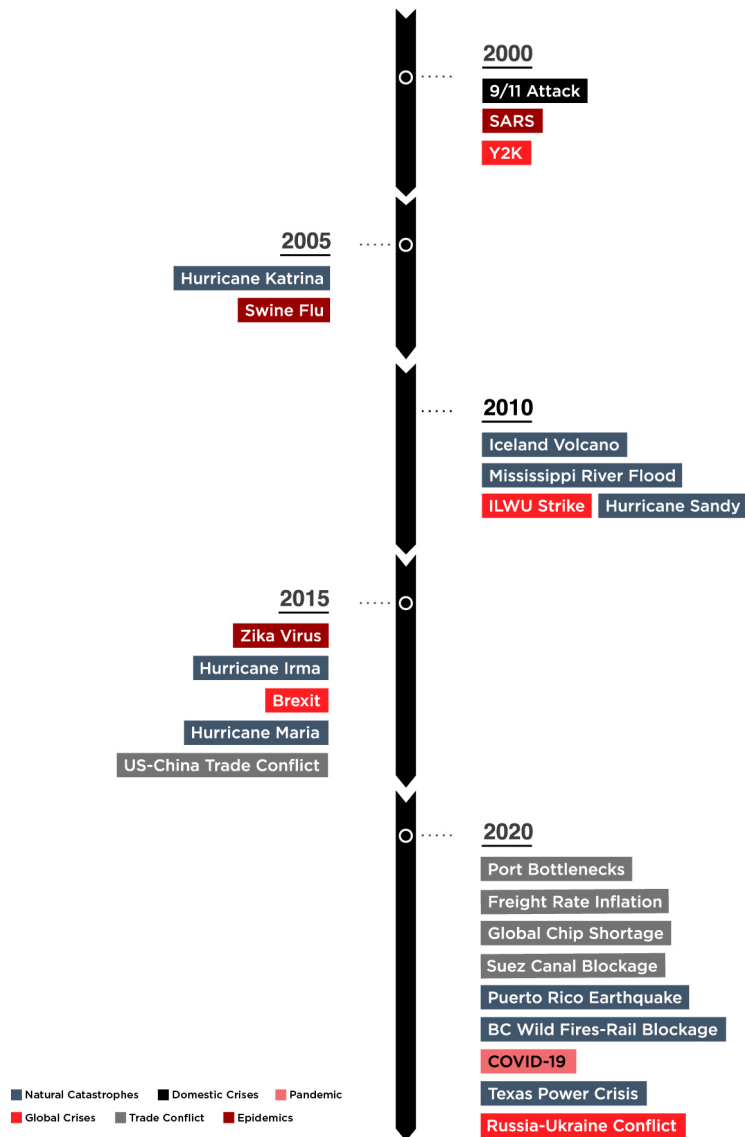 2000
9/11 Attack
SARS
Y2K
2005
Hurricane Katrina
Swine Flu
2010
Iceland Volcano
Mississippi River Flood
ILWU Strike Hurricane Sandy
2015
Zika Virus
Hurricane Irma
Brexit
Hurricane Maria
US-China Trade Conflict
2020
Port Bottlenecks
Freight Rate Inflation
Global Chip Shortage
Suez Canal Blockage
Puerto Rico Earthquake
BC Wild Fires-Rail Blockage
COVID-19
Texas Power Crisis
Russia-Ukraine Conflict
Natural Catastrophes Domestic Crises Pandemic
Global Crises Trade Conflict Epidemics